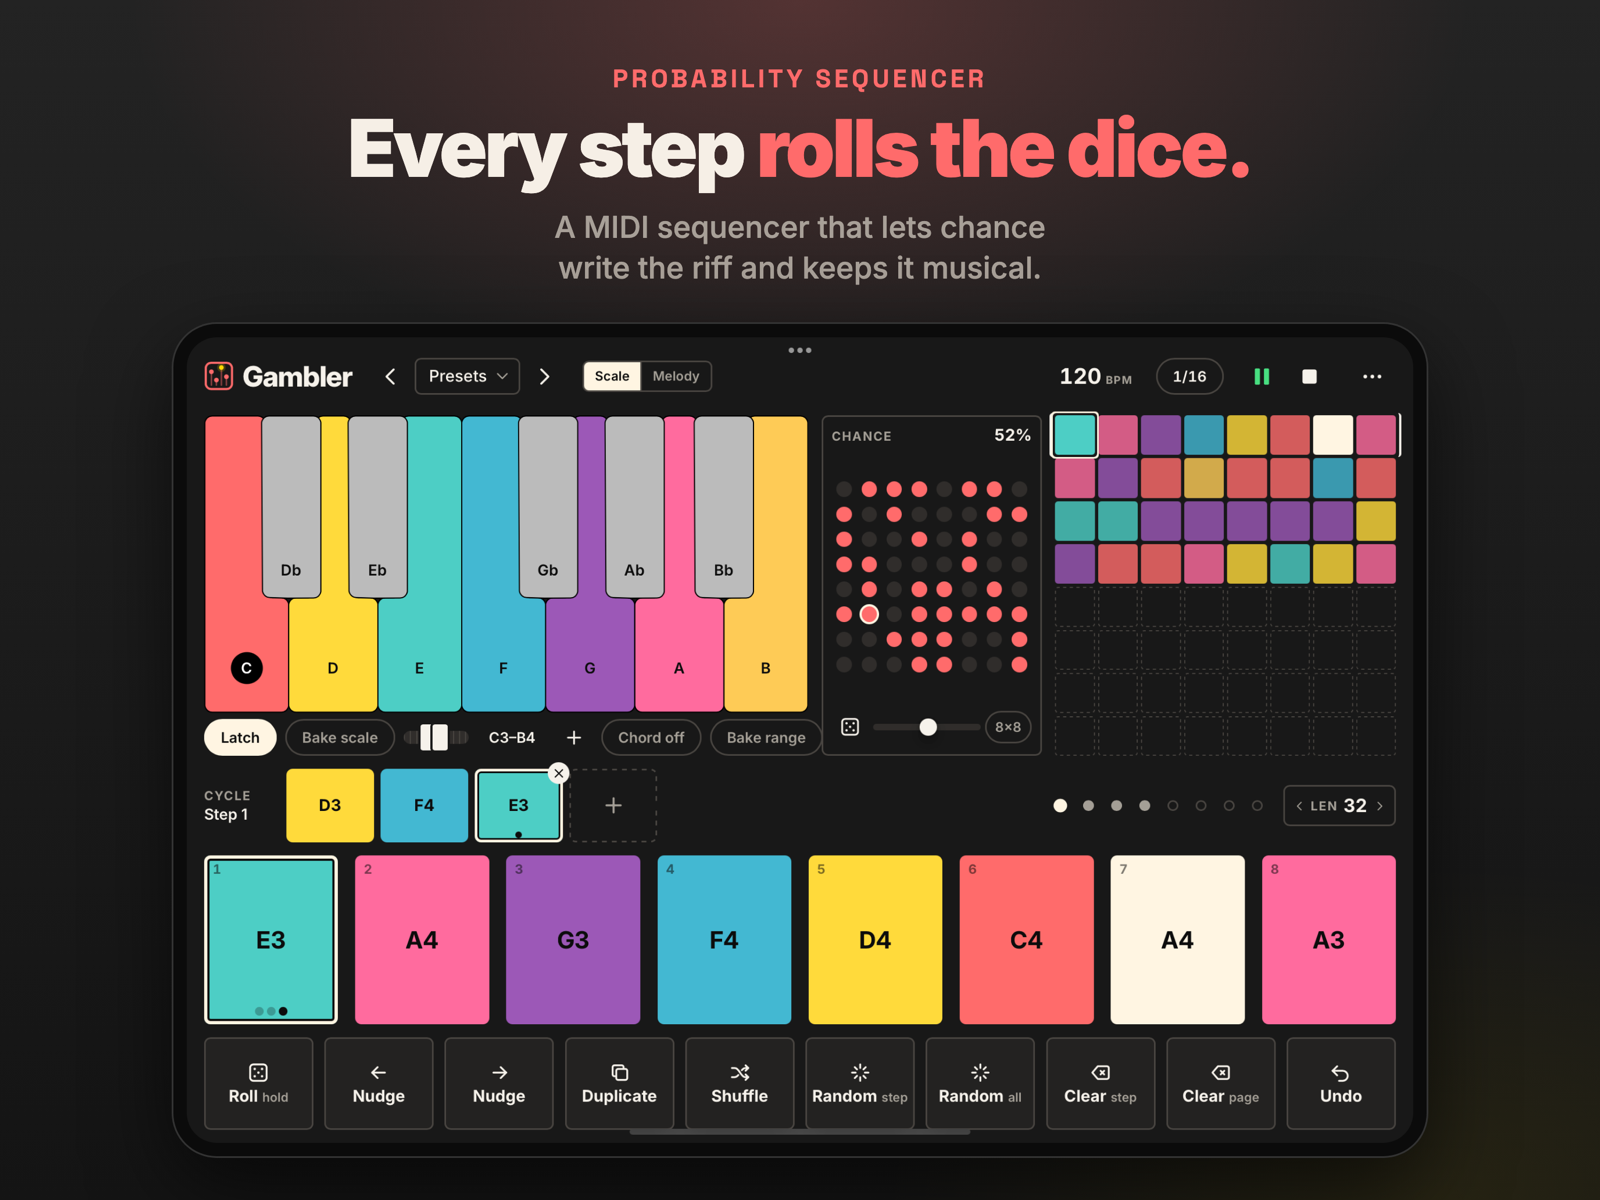 PROBABILITY SEQUENCER
Every step rolls the dice.
A MIDI sequencer that lets chance
write the riff and keeps it musical.
Gambler
Presets
Scale
Melody
120 BPM
1/16
Db
Eb
Gb
Ab
Bb
C
D
E
F
G
A
B
CHANCE
52%
8×8
Latch
Bake scale
C3–B4
+
Chord off
Bake range
CYCLE
Step 1
D3
F4
E3
+
LEN 32
1
E3
2
A4
3
G3
4
F4
5
D4
6
C4
7
A4
8
A3
Roll hold
Nudge
Nudge
Duplicate
Shuffle
Random step
Random all
Clear step
Clear page
Undo